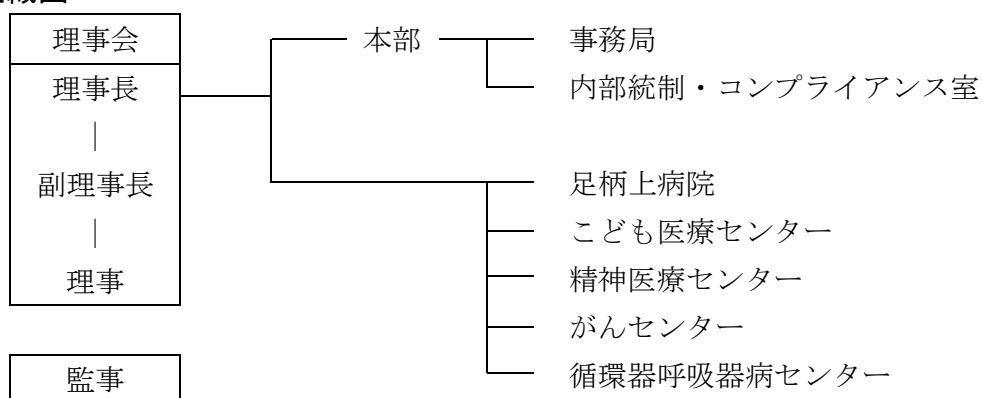 理事会
理事長
｜
副理事長
｜
理事
監事
本部
事務局
内部統制・コンプライアンス室
足柄上病院
こども医療センター
精神医療センター
がんセンター
循環器呼吸器病センター